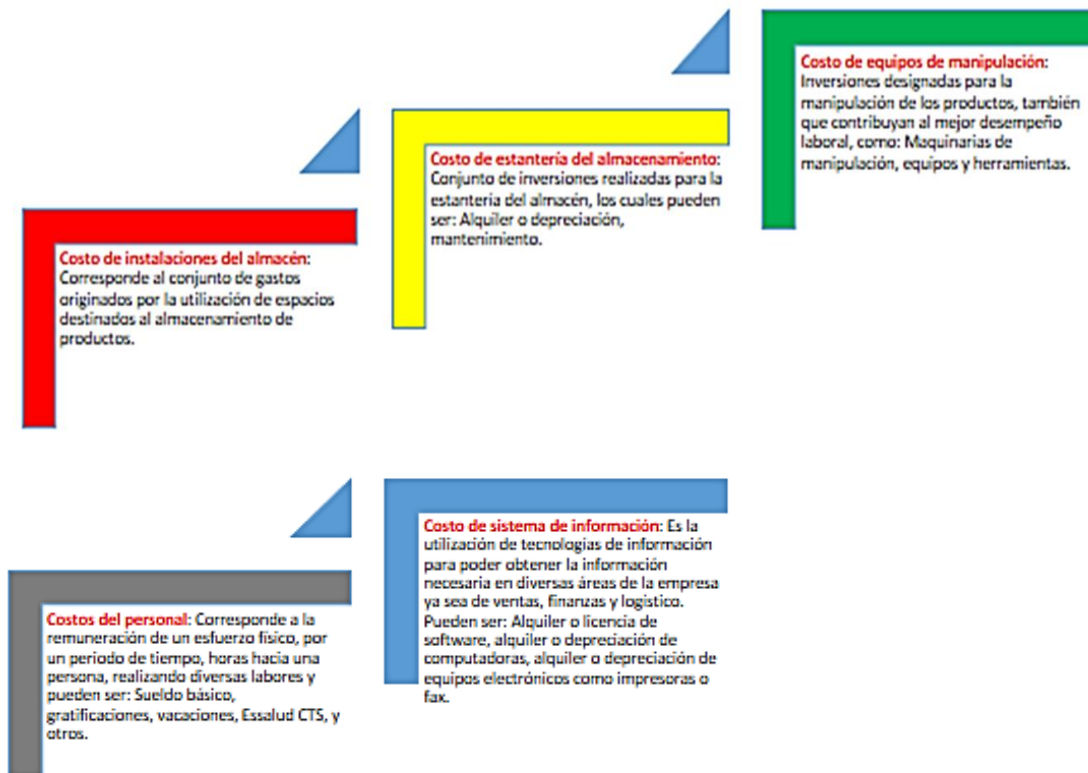 Costo de instalaciones del almacén:
Corresponde al conjunto de gastos
originados por la utilización de espacios
destinados al almacenamiento de
productos.
Costo de estantería del almacenamiento:
Conjunto de inversiones realizadas para la
estantería del almacén, los cuales pueden
ser: Alquiler o depreciación,
mantenimiento.
Costo de equipos de manipulación:
Inversiones designadas para la
manipulación de los productos, también
que contribuyan al mejor desempeño
laboral, como: Maquinarias de
manipulación, equipos y herramientas.
Costos del personal: Corresponde a la
remuneración de un esfuerzo físico, por
un periodo de tiempo, horas hacia una
persona, realizando diversas labores y
pueden ser: Sueldo básico,
gratificaciones, vacaciones, Essalud CTS, y
otros.
Costo de sistema de información: Es la
utilización de tecnologías de información
para poder obtener la información
necesaria en diversas áreas de la empresa
ya sea de ventas, finanzas y logístico.
Pueden ser: Alquiler o licencia de
software, alquiler o depreciación de
computadoras, alquiler o depreciación de
equipos electrónicos como impresoras o
fax.